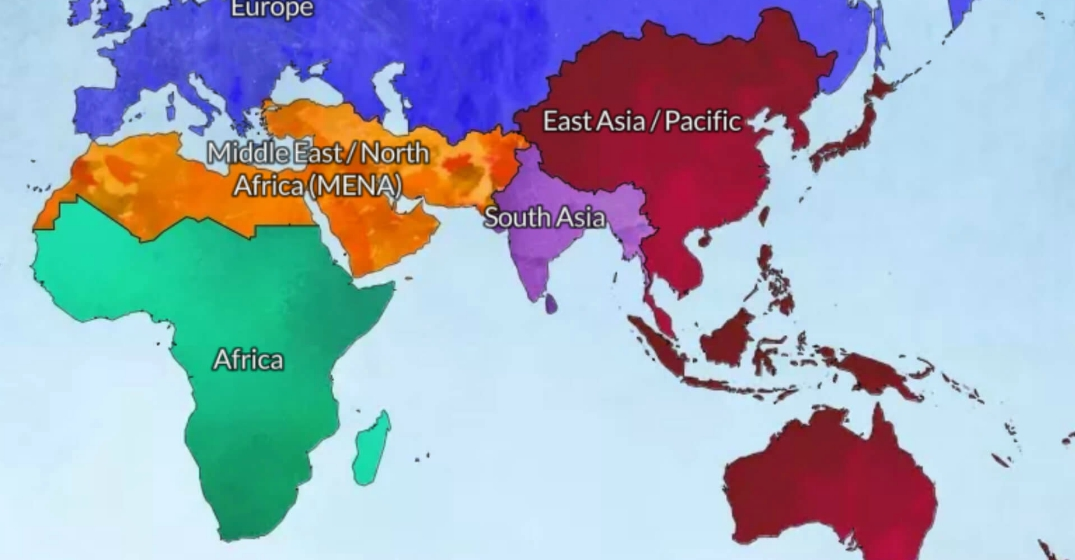 Europe
East Asia / Pacific
Middle East / North
Africa (MENA)
South Asia
Africa